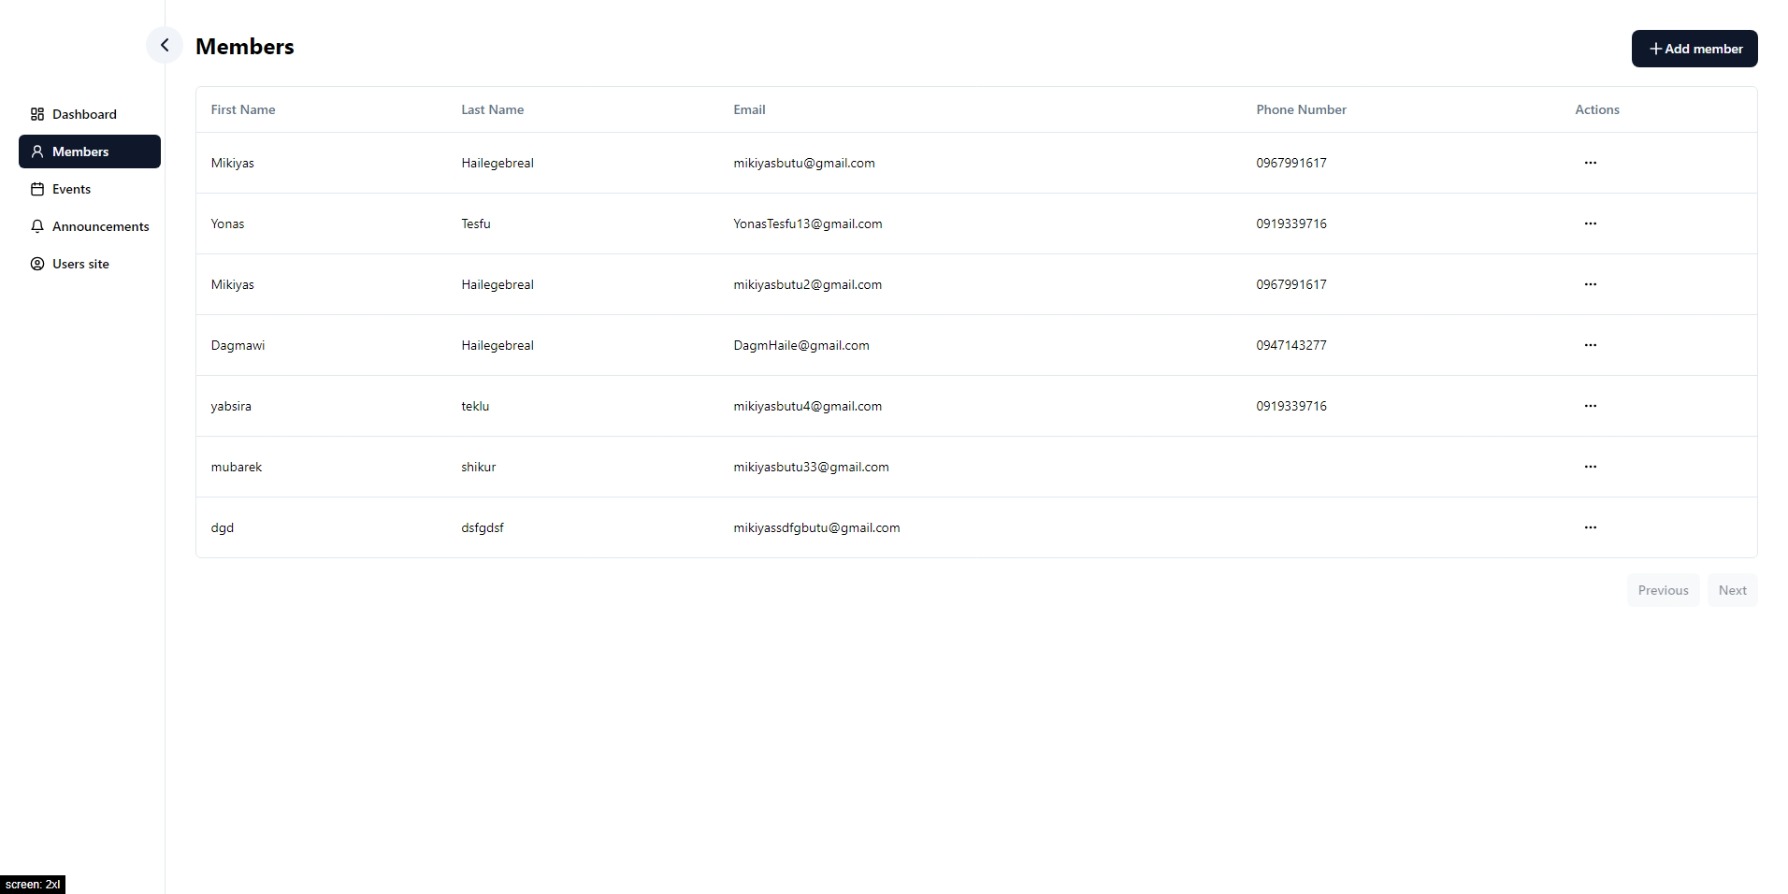 Members
Add member
Dashboard
Members
Events
Announcements
Users site
First Name Last Name Email Phone Number Actions
Mikiyas Hailegebreal mikiyasbutu@gmail.com 0967991617 ...
Yonas Tesfu YonasTesfu13@gmail.com 0919339716 ...
Mikiyas Hailegebreal mikiyasbutu2@gmail.com 0967991617 ...
Dagmawi Hailegebreal DagmHaile@gmail.com 0947143277 ...
yabsira teklu mikiyasbutu4@gmail.com 0919339716 ...
mubarek shikur mikiyasbutu33@gmail.com ...
dgd dsfgdsf mikiyassdfgbutu@gmail.com ...
Previous Next
screen: 2xl